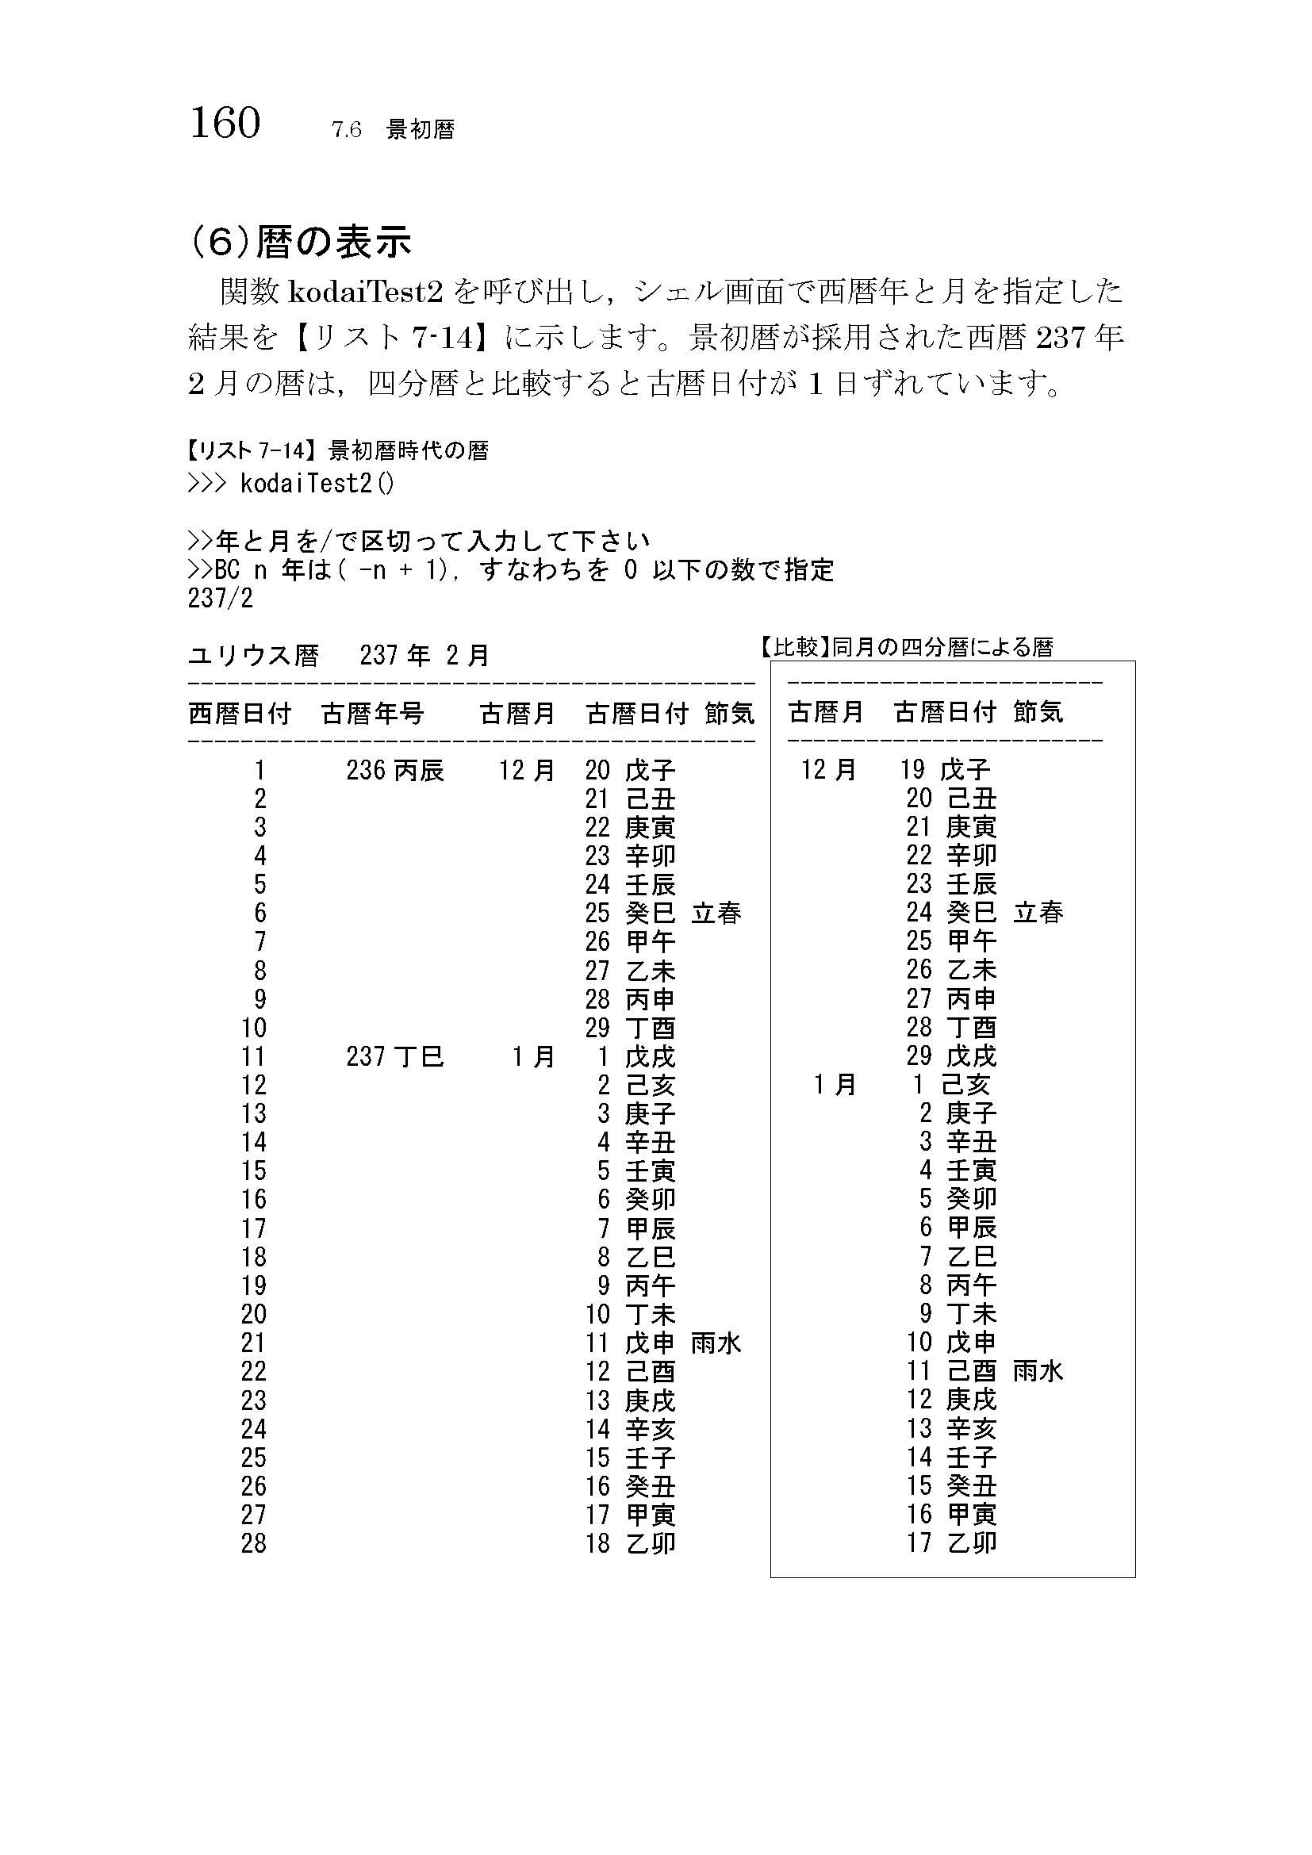 160 7.6 景初暦
(6)暦の表示
関数 kodaiTest2 を呼び出し，シェル画面で西暦年と月を指定した
結果を【リスト 7-14】に示します。景初暦が採用された西暦 237 年
2 月の暦は，四分暦と比較すると古暦日付が 1 日ずれています。
【リスト 7-14】景初暦時代の暦
>>> kodaiTest2()
>>年と月を/で区切って入力して下さい
>>BC n 年は( -n + 1), すなわちを 0 以下の数で指定
237/2
ユリウス暦 237 年 2 月
-------------------------------------------
西暦日付 古暦年号 古暦月 古暦日付 節気
-------------------------------------------
1 236 丙辰 12 月 20 戊子
2 21 己丑
3 22 庚寅
4 23 辛卯
5 24 壬辰
6 25 癸巳 立春
7 26 甲午
8 27 乙未
9 28 丙申
10 29 丁酉
11 237 丁巳 1 月 1 戊戌
12 2 己亥
13 3 庚子
14 4 辛丑
15 5 壬寅
16 6 癸卯
17 7 甲辰
18 8 乙巳
19 9 丙午
20 10 丁未
21 11 戊申 雨水
22 12 己酉
23 13 庚戌
24 14 辛亥
25 15 壬子
26 16 癸丑
27 17 甲寅
28 18 乙卯
【比較】同月の四分暦による暦
------------------------
古暦月 古暦日付 節気
------------------------
12 月 19 戊子
20 己丑
21 庚寅
22 辛卯
23 壬辰
24 癸巳 立春
25 甲午
26 乙未
27 丙申
28 丁酉
29 戊戌
1 月 1 己亥
2 庚子
3 辛丑
4 壬寅
5 癸卯
6 甲辰
7 乙巳
8 丙午
9 丁未
10 戊申
11 己酉 雨水
12 庚戌
13 辛亥
14 壬子
15 癸丑
16 甲寅
17 乙卯